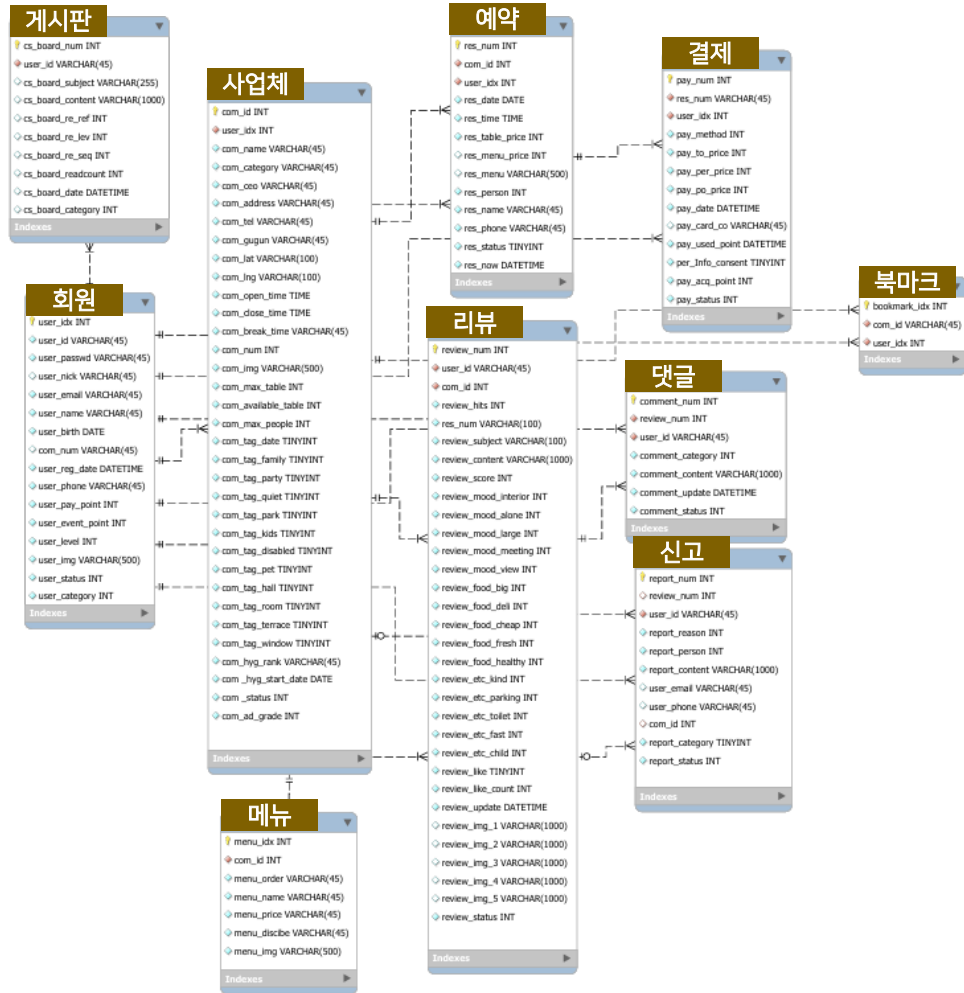 게시판
cs_board_num INT
user_id VARCHAR(45)
cs_board_subject VARCHAR(255)
cs_board_content VARCHAR(1000)
cs_board_re_ref INT
cs_board_re_lev INT
cs_board_re_seq INT
cs_board_readcount INT
cs_board_date DATETIME
cs_board_category INT
Indexes
회원
user_idx INT
user_id VARCHAR(45)
user_passwd VARCHAR(45)
user_nick VARCHAR(45)
user_email VARCHAR(45)
user_name VARCHAR(45)
user_birth DATE
com_num VARCHAR(45)
user_reg_date DATETIME
user_phone VARCHAR(45)
user_pay_point INT
user_event_point INT
user_level INT
user_img VARCHAR(500)
user_status INT
user_category INT
Indexes
사업체
com_id INT
user_idx INT
com_name VARCHAR(45)
com_category VARCHAR(45)
com_ceo VARCHAR(45)
com_address VARCHAR(45)
com_tel VARCHAR(45)
com_gugun VARCHAR(45)
com_lat VARCHAR(100)
com_lng VARCHAR(100)
com_open_time TIME
com_close_time TIME
com_break_time VARCHAR(45)
com_num INT
com_img VARCHAR(500)
com_max_table INT
com_available_table INT
com_max_people INT
com_tag_date TINYINT
com_tag_family TINYINT
com_tag_party TINYINT
com_tag_quiet TINYINT
com_tag_park TINYINT
com_tag_kids TINYINT
com_tag_disabled TINYINT
com_tag_pet TINYINT
com_tag_hall TINYINT
com_tag_room TINYINT
com_tag_terrace TINYINT
com_tag_window TINYINT
com_hyg_rank VARCHAR(45)
com _hyg_start_date DATE
com _status INT
com_ad_grade INT
Indexes
메뉴
menu_idx INT
com_id INT
menu_order VARCHAR(45)
menu_name VARCHAR(45)
menu_price VARCHAR(45)
menu_discibe VARCHAR(45)
menu_img VARCHAR(500)
Indexes
예약
res_num INT
com_id INT
user_idx INT
res_date DATE
res_time TIME
res_table_price INT
res_menu_price INT
res_menu VARCHAR(500)
res_person INT
res_name VARCHAR(45)
res_phone VARCHAR(45)
res_status TINYINT
res_now DATETIME
Indexes
리뷰
review_num INT
user_id VARCHAR(45)
com_id INT
review_hits INT
res_num VARCHAR(100)
review_subject VARCHAR(100)
review_content VARCHAR(1000)
review_score INT
review_mood_interior INT
review_mood_alone INT
review_mood_large INT
review_mood_meeting INT
review_mood_view INT
review_food_big INT
review_food_deli INT
review_food_cheap INT
review_food_fresh INT
review_food_healthy INT
review_etc_kind INT
review_etc_parking INT
review_etc_toilet INT
review_etc_fast INT
review_etc_child INT
review_like TINYINT
review_like_count INT
review_update DATETIME
review_img_1 VARCHAR(1000)
review_img_2 VARCHAR(1000)
review_img_3 VARCHAR(1000)
review_img_4 VARCHAR(1000)
review_img_5 VARCHAR(1000)
review_status INT
Indexes
결제
pay_num INT
res_num VARCHAR(45)
user_idx INT
pay_method INT
pay_to_price INT
pay_per_price INT
pay_po_price INT
pay_date DATETIME
pay_card_co VARCHAR(45)
pay_used_point DATETIME
per_Info_consent TINYINT
pay_acq_point INT
pay_status INT
Indexes
북마크
bookmark_idx INT
com_id VARCHAR(45)
user_idx INT
Indexes
댓글
comment_num INT
review_num INT
user_id VARCHAR(45)
comment_category INT
comment_content VARCHAR(1000)
comment_update DATETIME
comment_status INT
Indexes
신고
report_num INT
review_num INT
user_id VARCHAR(45)
report_reason INT
report_person INT
report_content VARCHAR(1000)
user_email VARCHAR(45)
user_phone VARCHAR(45)
com_id INT
report_category TINYINT
report_status INT
Indexes